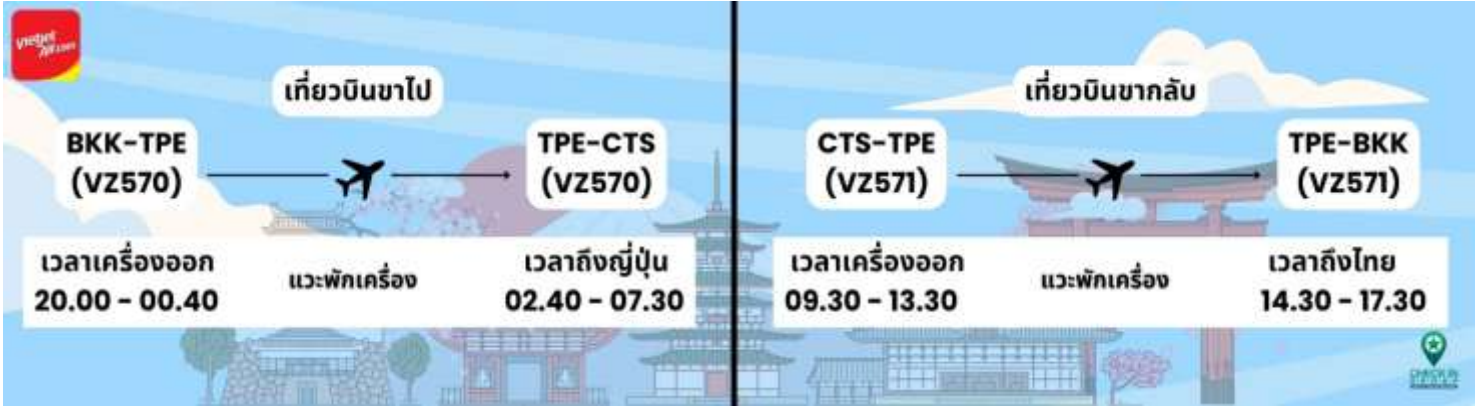 vietjet Air.com
เที่ยวบินขาไป
BKK-TPE
(VZ570)
TPE-CTS
(VZ570)
เวลาเครื่องออก
20.00 - 00.40
แวะพักเครื่อง
เวลาถึงญี่ปุ่น
02.40 - 07.30
เที่ยวบินขากลับ
CTS-TPE
(VZ571)
TPE-BKK
(VZ571)
เวลาเครื่องออก
09.30 - 13.30
แวะพักเครื่อง
เวลาถึงไทย
14.30 - 17.30
CHECK IN